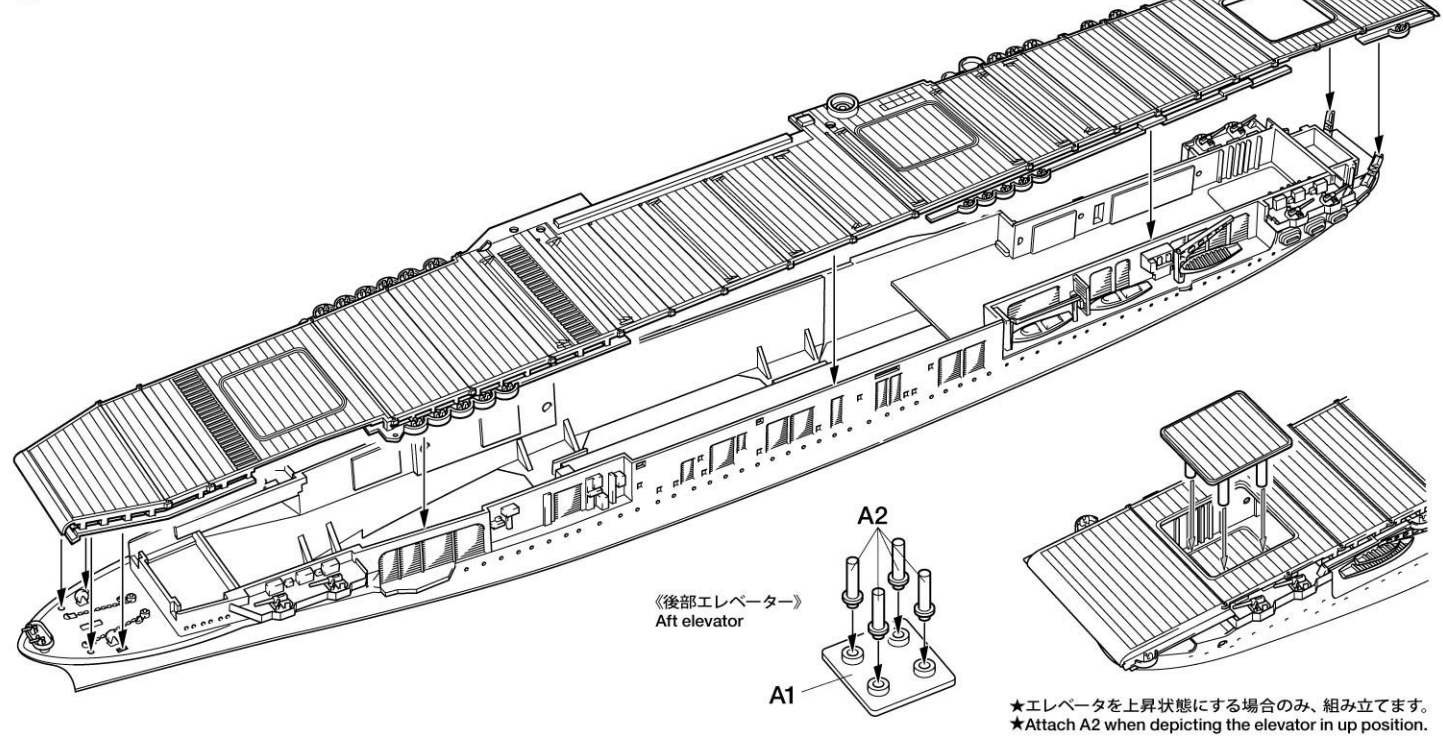 A2
《後部エレベーター》
Aft elevator
A1
★エレベータを上昇状態にする場合のみ、組み立てます。
★Attach A2 when depicting the elevator in up position.